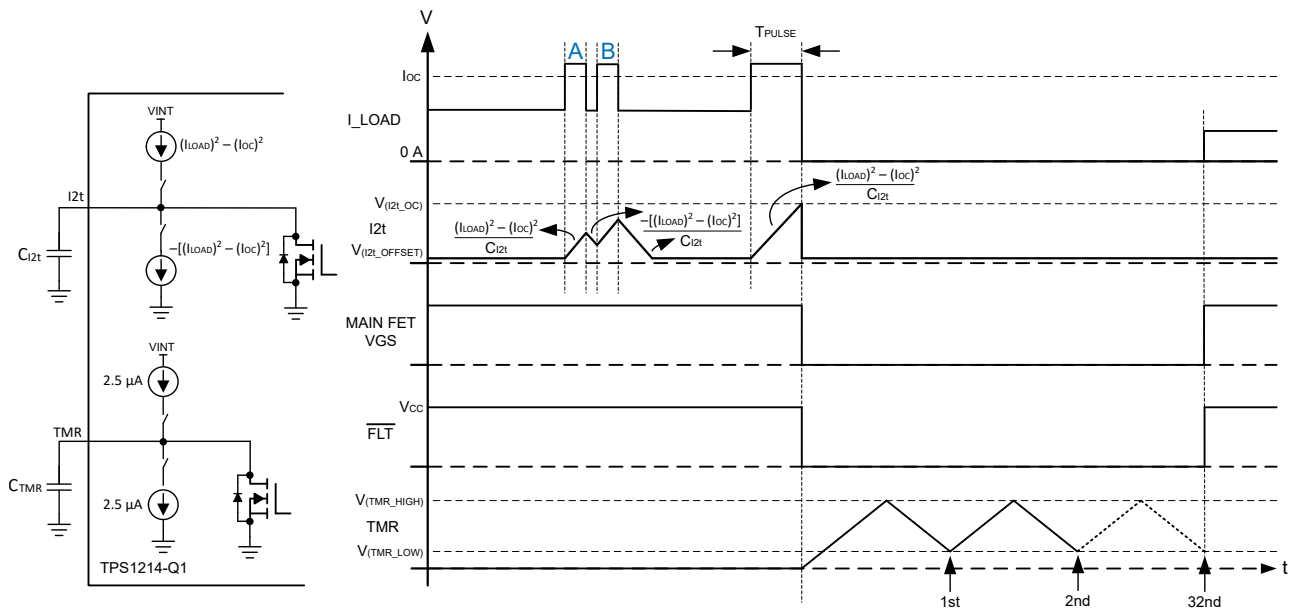 VINT
(ILOAD)² − (IOC)²
I2t
CI2t
−[(ILOAD)² − (IOC)²]
VINT
2.5 µA
TMR
CTMR
2.5 µA
TPS1214-Q1
V
A
B
TPULSE
IOC
I_LOAD
0 A
V(I2t_OC)
I2t
V(I2t_OFFSET)
(ILOAD)² − (IOC)²
CI2t
−[(ILOAD)² − (IOC)²]
CI2t
(ILOAD)² − (IOC)²
CI2t
MAIN FET
VGS
VCC
FLT
V(TMR_HIGH)
TMR
V(TMR_LOW)
t
1st
2nd
32nd